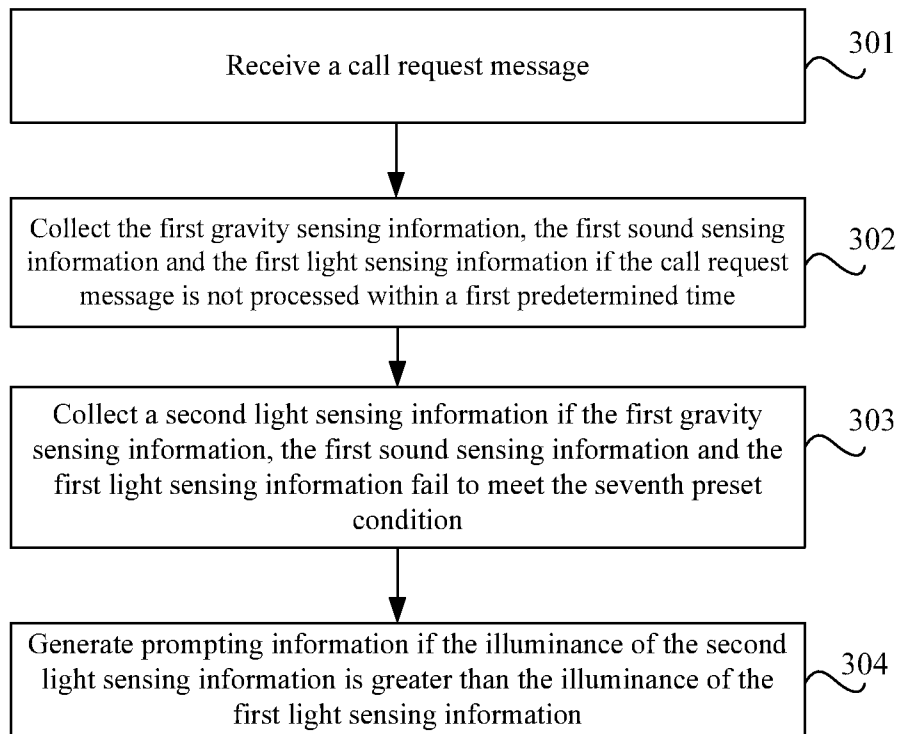 Receive a call request message
301
Collect the first gravity sensing information, the first sound sensing
information and the first light sensing information if the call request
message is not processed within a first predetermined time
302
Collect a second light sensing information if the first gravity
sensing information, the first sound sensing information and the
first light sensing information fail to meet the seventh preset
condition
303
Generate prompting information if the illuminance of the second
light sensing information is greater than the illuminance of the
first light sensing information
304